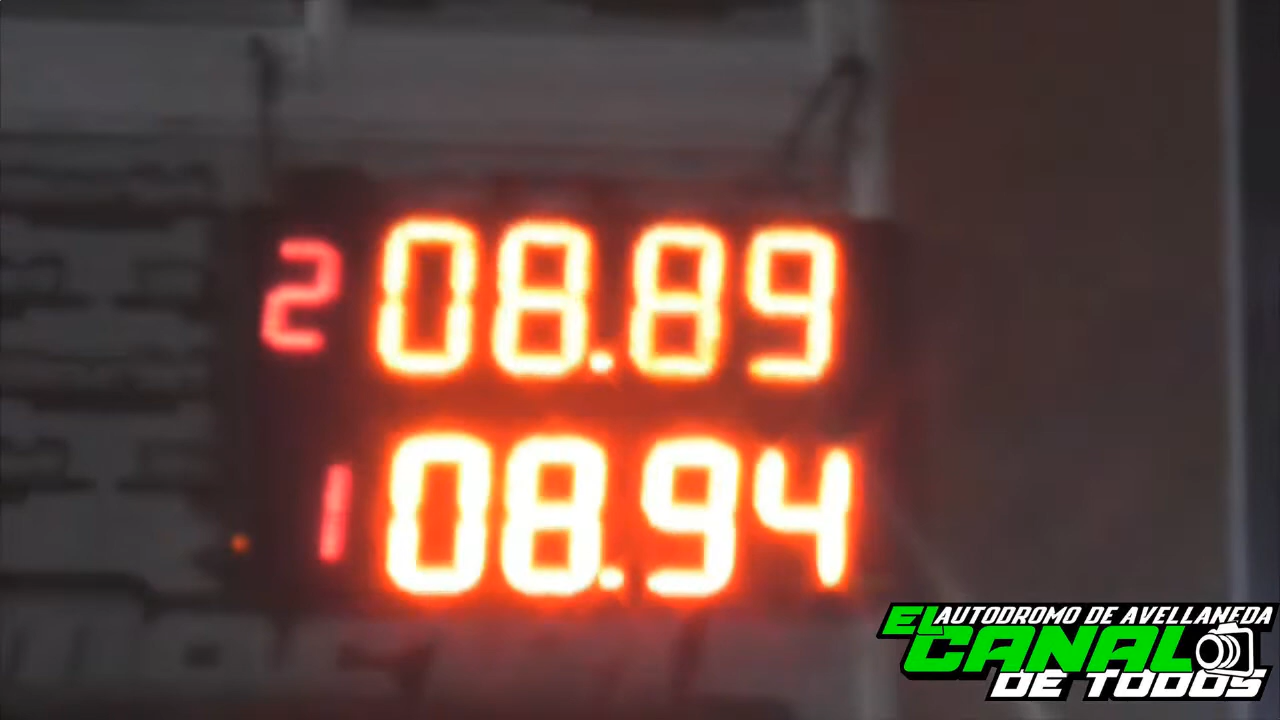 2 08.89
1 08.94
EL AUTODROMO DE AVELLANEDA
CANAL
DE TODOS